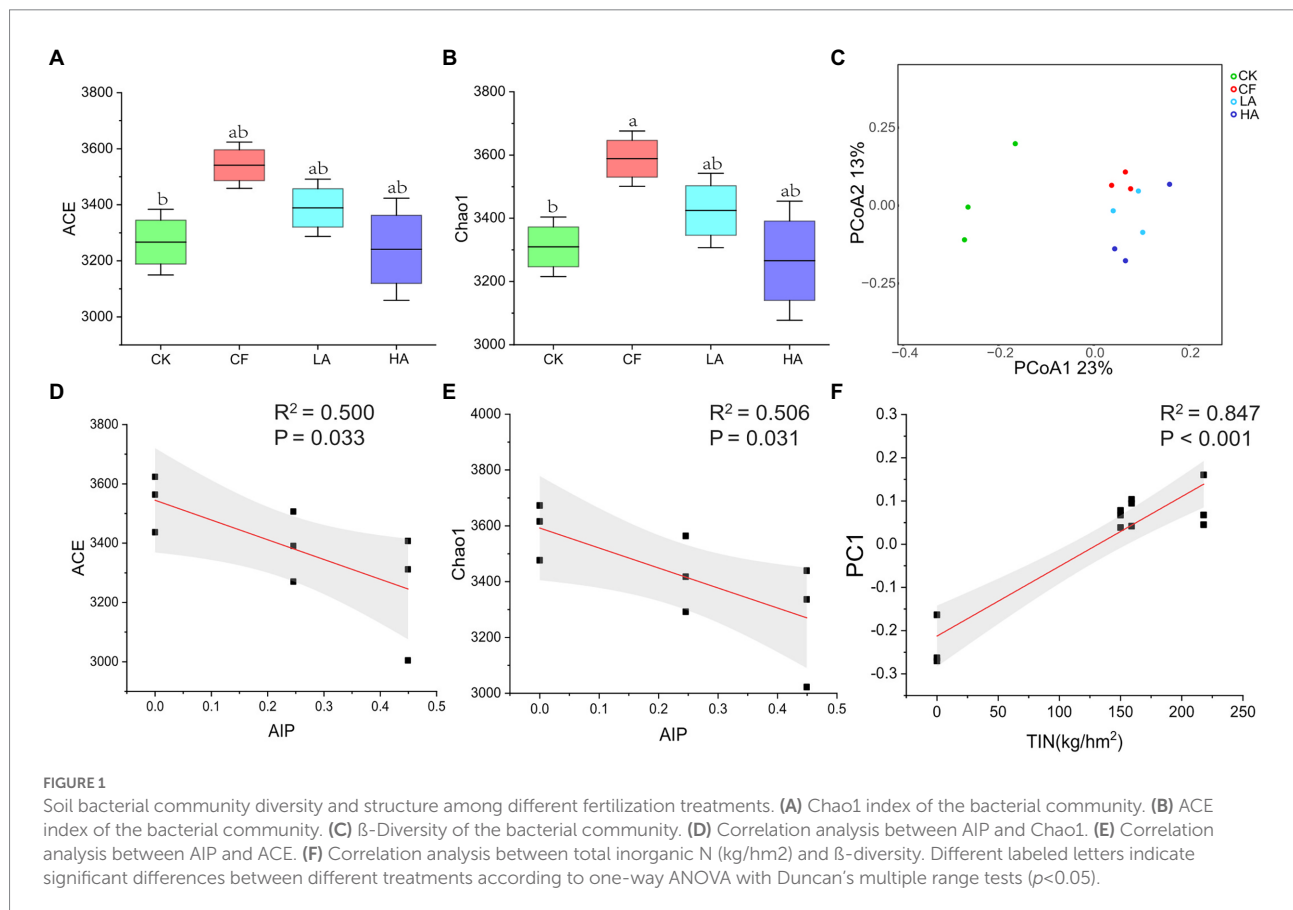 A
ACE
3800
3600
3400
3200
3000
b
ab
ab
ab
CK
CF
LA
HA
B
Chao1
3800
3600
3400
3200
3000
b
a
ab
ab
CK
CF
LA
HA
C
PCoA2 13%
0.25
0.00
−0.25
−0.4
−0.2
0.0
0.2
PCoA1 23%
CK
CF
LA
HA
D
R² = 0.500
P = 0.033
ACE
3800
3600
3400
3200
3000
0.0
0.1
0.2
0.3
0.4
0.5
AIP
E
R² = 0.506
P = 0.031
Chao1
4000
3800
3600
3400
3200
3000
0.0
0.1
0.2
0.3
0.4
0.5
AIP
F
R² = 0.847
P < 0.001
PC1
0.3
0.2
0.1
0.0
-0.1
-0.2
-0.3
0
50
100
150
200
250
TIN(kg/hm²)
FIGURE 1
Soil bacterial community diversity and structure among different fertilization treatments. (A) Chao1 index of the bacterial community. (B) ACE
index of the bacterial community. (C) ß-Diversity of the bacterial community. (D) Correlation analysis between AIP and Chao1. (E) Correlation
analysis between AIP and ACE. (F) Correlation analysis between total inorganic N (kg/hm2) and ß-diversity. Different labeled letters indicate
significant differences between different treatments according to one-way ANOVA with Duncan's multiple range tests (p<0.05).